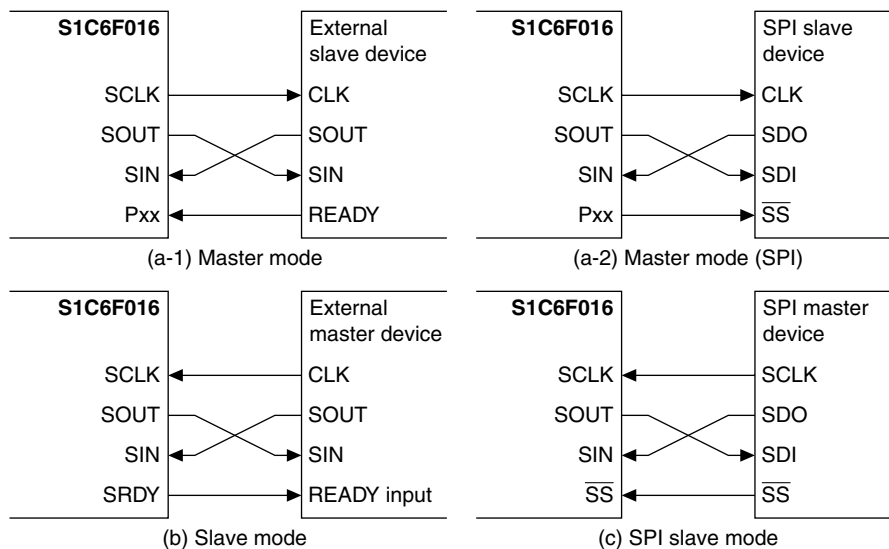 S1C6F016
SCLK
SOUT
SIN
Pxx
External
slave device
CLK
SOUT
SIN
READY
(a-1) Master mode
S1C6F016
SCLK
SOUT
SIN
Pxx
SPI slave
device
CLK
SDO
SDI
S̅S̅
(a-2) Master mode (SPI)
S1C6F016
SCLK
SOUT
SIN
SRDY
External
master device
CLK
SOUT
SIN
READY input
(b) Slave mode
S1C6F016
SCLK
SOUT
SIN
S̅S̅
SPI master
device
SCLK
SDO
SDI
S̅S̅
(c) SPI slave mode